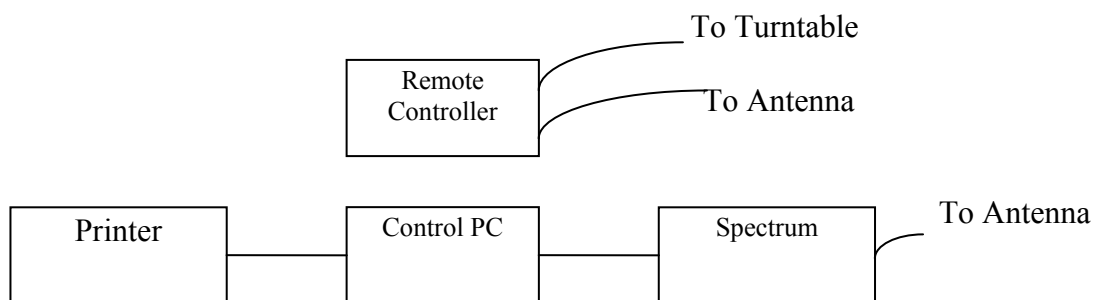 To Turntable
Remote
Controller
To Antenna
Printer
Control PC
Spectrum
To Antenna